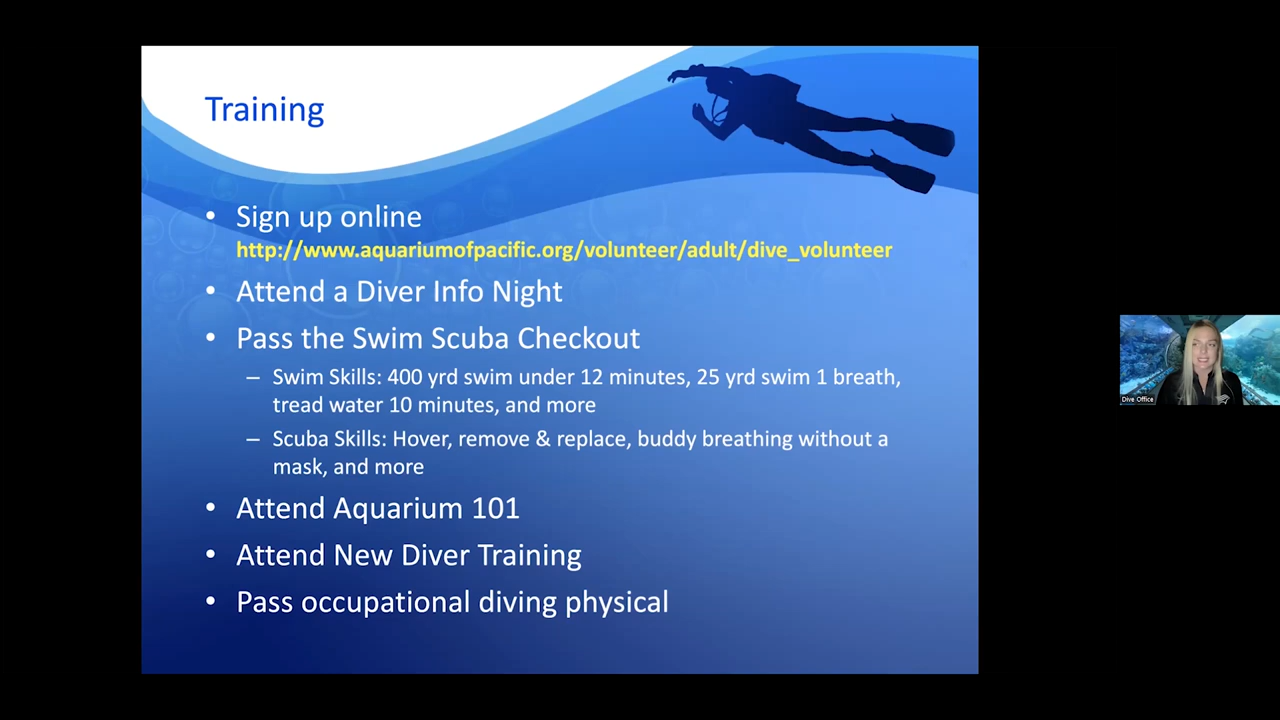 Training
• Sign up online
http://www.aquariumofpacific.org/volunteer/adult/dive_volunteer
• Attend a Diver Info Night
• Pass the Swim Scuba Checkout
– Swim Skills: 400 yrd swim under 12 minutes, 25 yrd swim 1 breath,
tread water 10 minutes, and more
– Scuba Skills: Hover, remove & replace, buddy breathing without a
mask, and more
• Attend Aquarium 101
• Attend New Diver Training
• Pass occupational diving physical
Dive Office